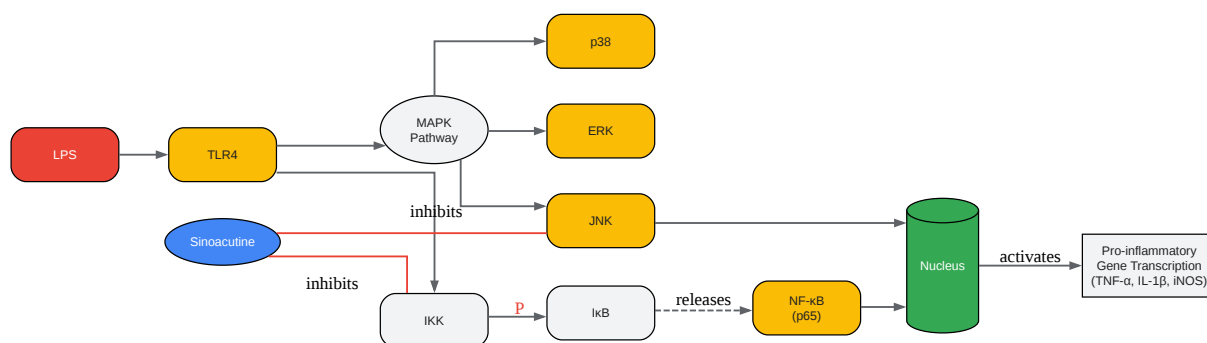 p38
MAPK
Pathway
ERK
LPS
TLR4
inhibits
JNK
Sinoacutine
inhibits
Nucleus
activates
Pro-inflammatory
Gene Transcription
(TNF-α, IL-1β, iNOS)
IKK
P
IκB
releases
NF-κB
(p65)